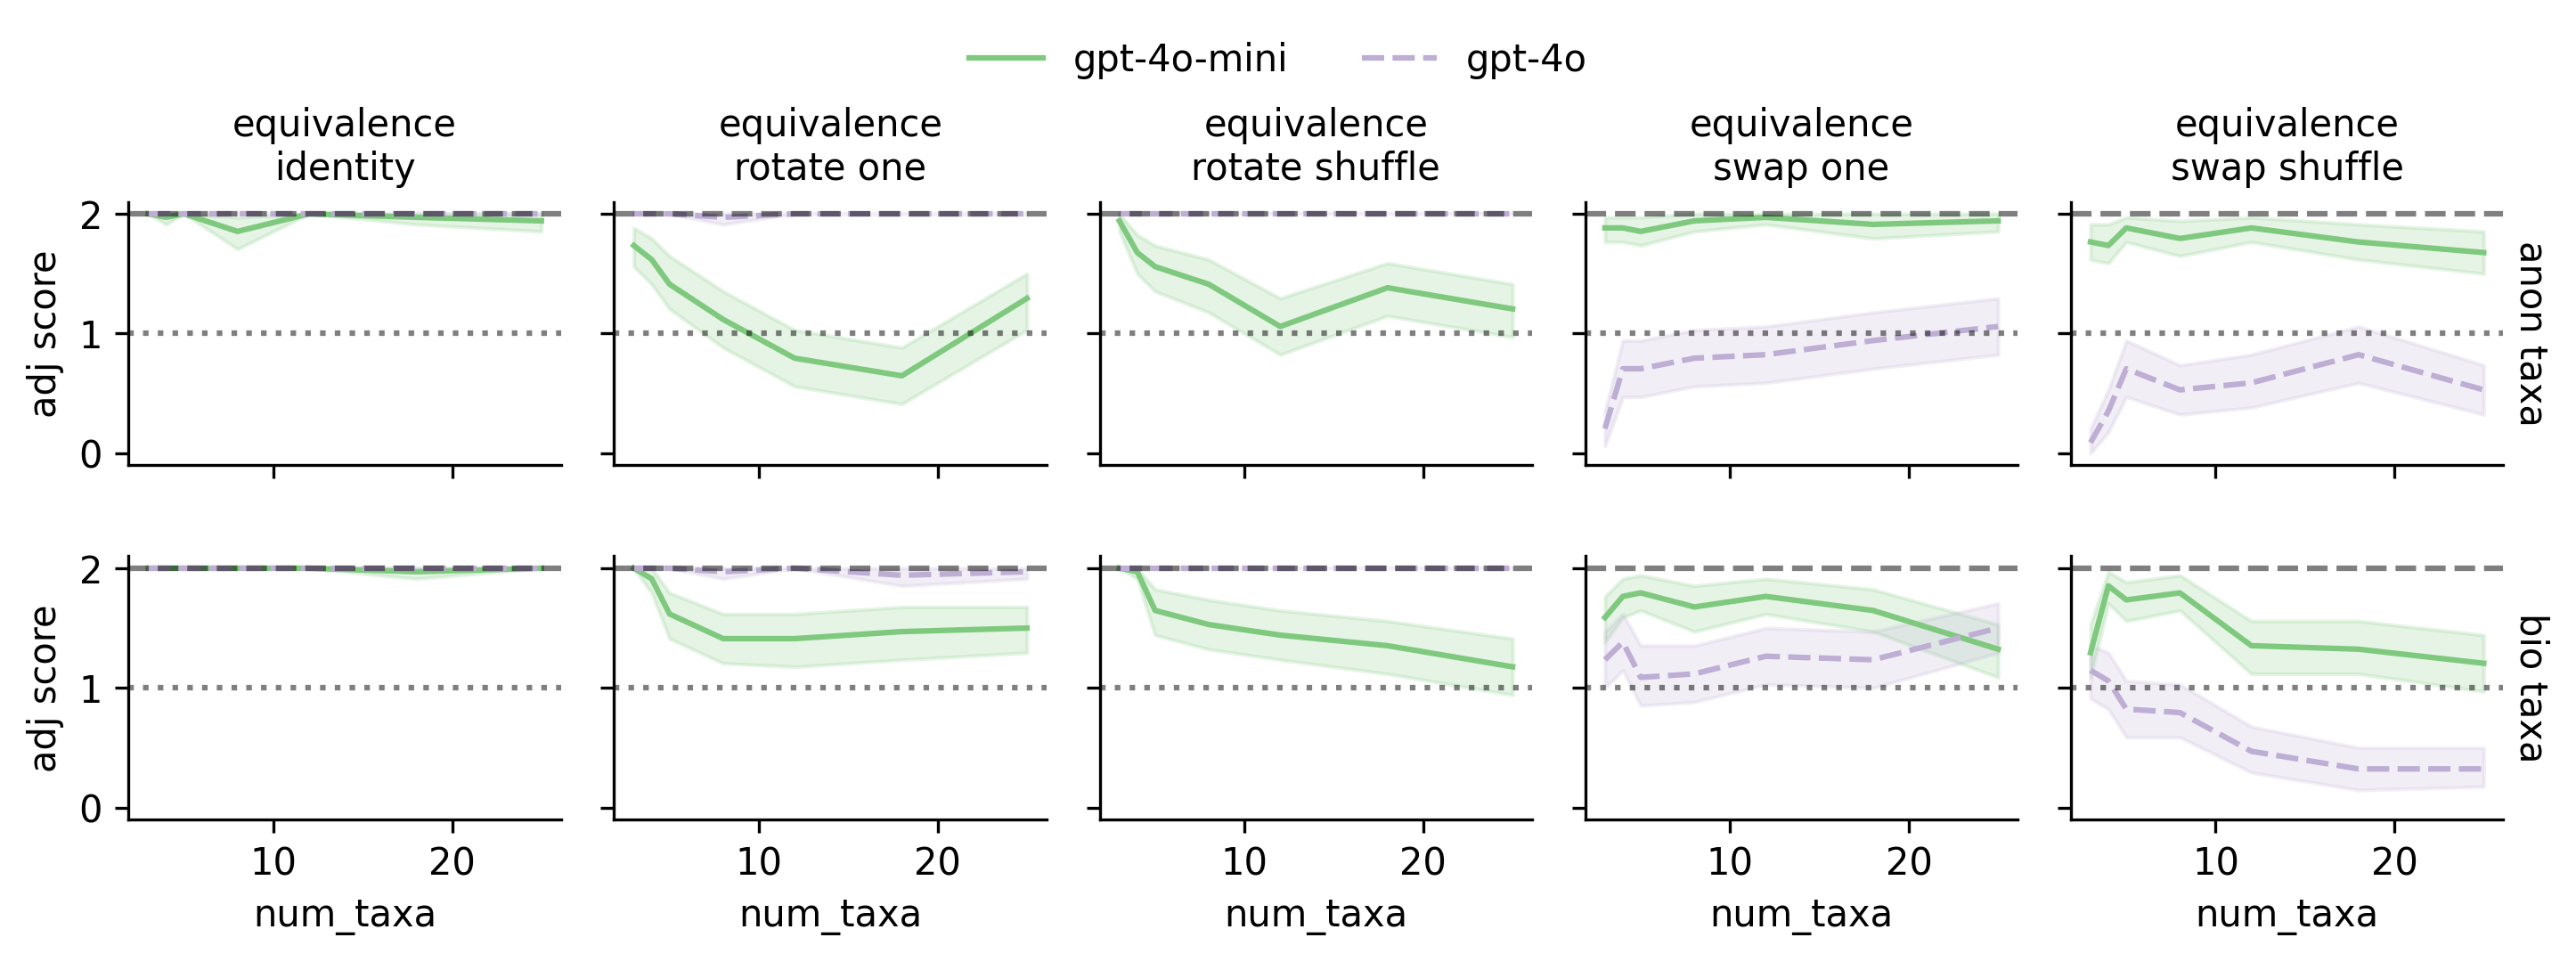 gpt-4o-mini gpt-4o
equivalence
identity
equivalence
rotate one
equivalence
rotate shuffle
equivalence
swap one
equivalence
swap shuffle
adj score
2
1
0
anon taxa
adj score
2
1
0
bio taxa
10 20
10 20
10 20
10 20
10 20
num_taxa
num_taxa
num_taxa
num_taxa
num_taxa